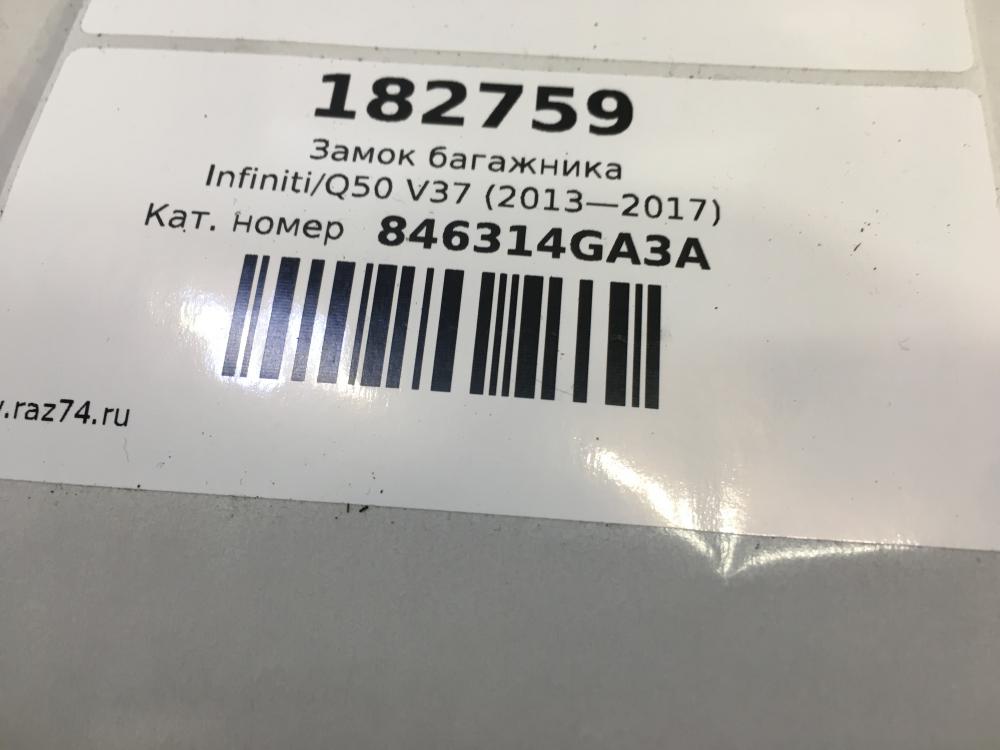 182759
Замок багажника
Infiniti/Q50 V37 (2013—2017)
Кат. номер 846314GA3A
.raz74.ru